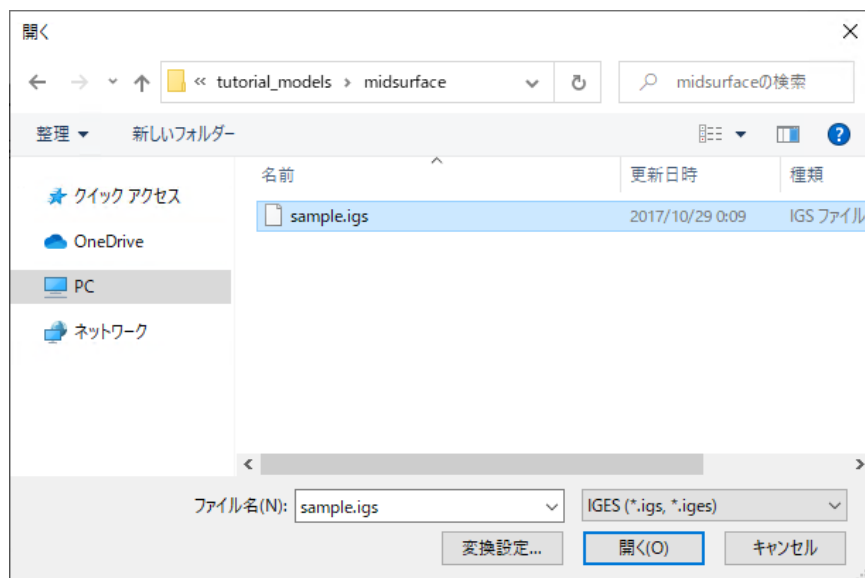 開く
« tutorial_models > midsurface
midsurfaceの検索
整理
新しいフォルダー
?
名前
更新日時
種類
クイック アクセス
sample.igs
2017/10/29 0:09
IGS ファイル
OneDrive
PC
ネットワーク
ファイル名(N):
sample.igs
IGES (*.igs, *.iges)
変換設定...
開く(O)
キャンセル